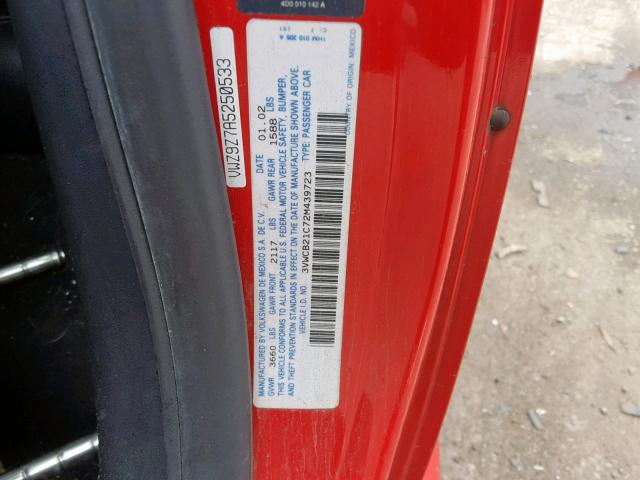 4D0 010 142 A
1HM 010 208 A
VWZ9Z7A5250533
MANUFACTURED BY VOLKSWAGEN DE MEXICO S.A. DE C.V. DATE 01.02
GVWR 3660 LBS GAWR FRONT 2117 LBS GAWR REAR 1588 LBS
THIS VEHICLE CONFORMS TO ALL U.S. FEDERAL MOTOR VEHICLE SAFETY, BUMPER,
AND THEFT PREVENTION STANDARDS IN EFFECT ON THE DATE OF MANUFACTURE SHOWN ABOVE.
VEHICLE I.D. NO. 3VWCB21C72M439723 TYPE: PASSENGER CAR
COUNTRY OF ORIGIN: MEXICO